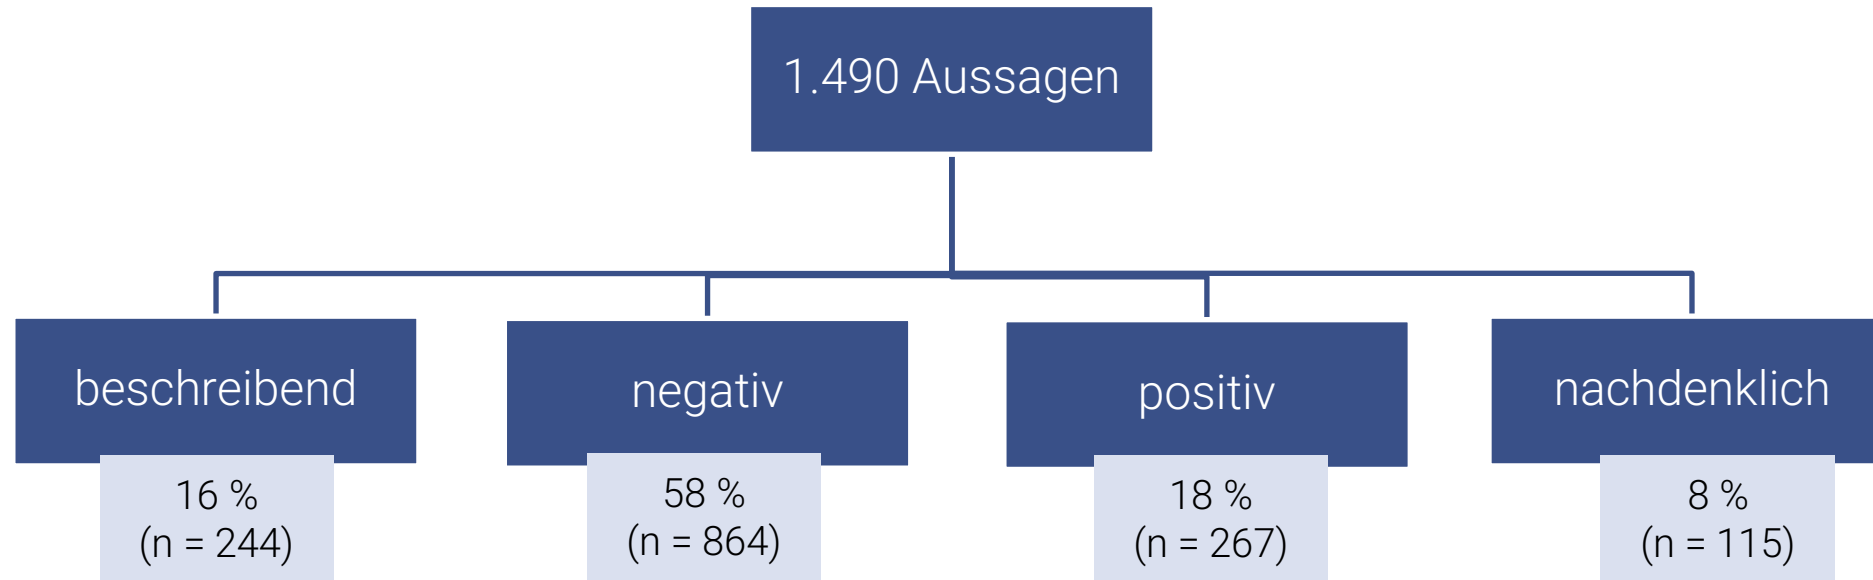 1.490 Aussagen
beschreibend
negativ
positiv
nachdenklich
16 %
(n = 244)
58 %
(n = 864)
18 %
(n = 267)
8 %
(n = 115)